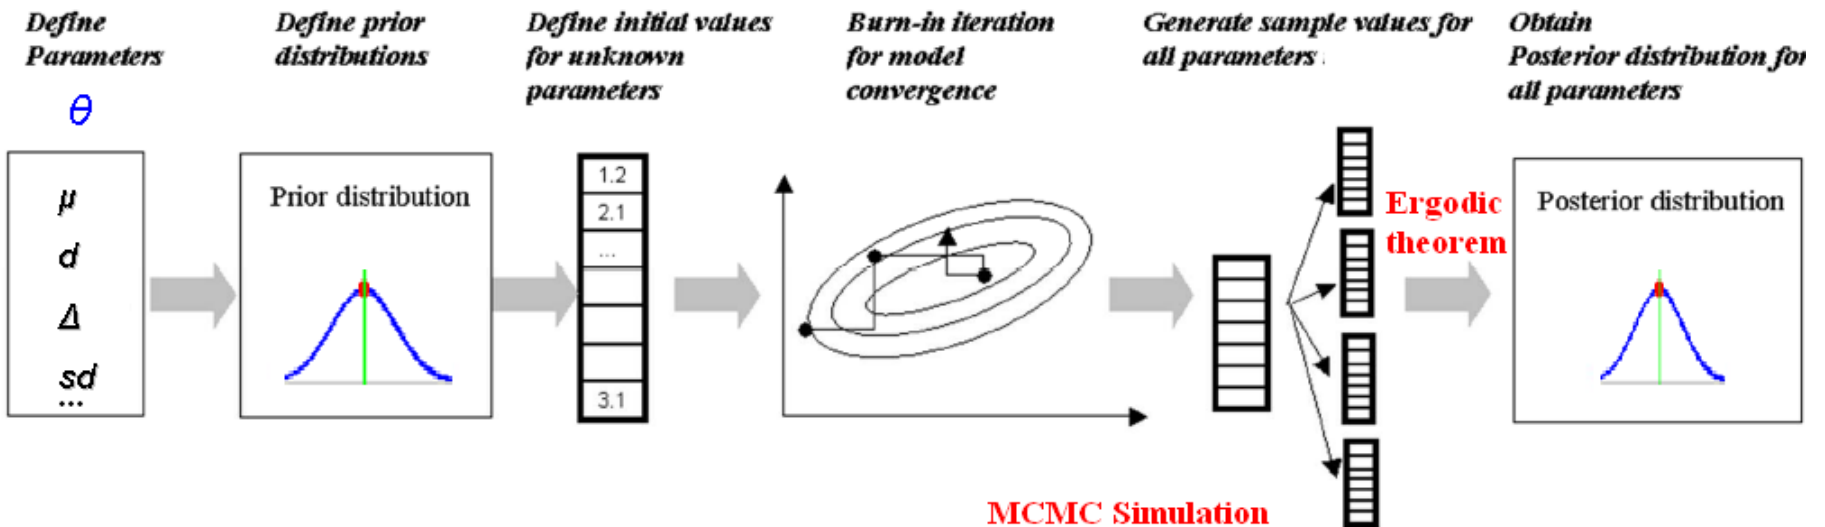 Define
Parameters
θ
μ
d
Δ
sd
...
Define prior
distributions
Prior distribution
Define initial values
for unknown
parameters
1.2
2.1
...
3.1
Burn-in iteration
for model
convergence
Generate sample values for
all parameters
MCMC Simulation
Ergodic
theorem
Obtain
Posterior distribution for
all parameters
Posterior distribution